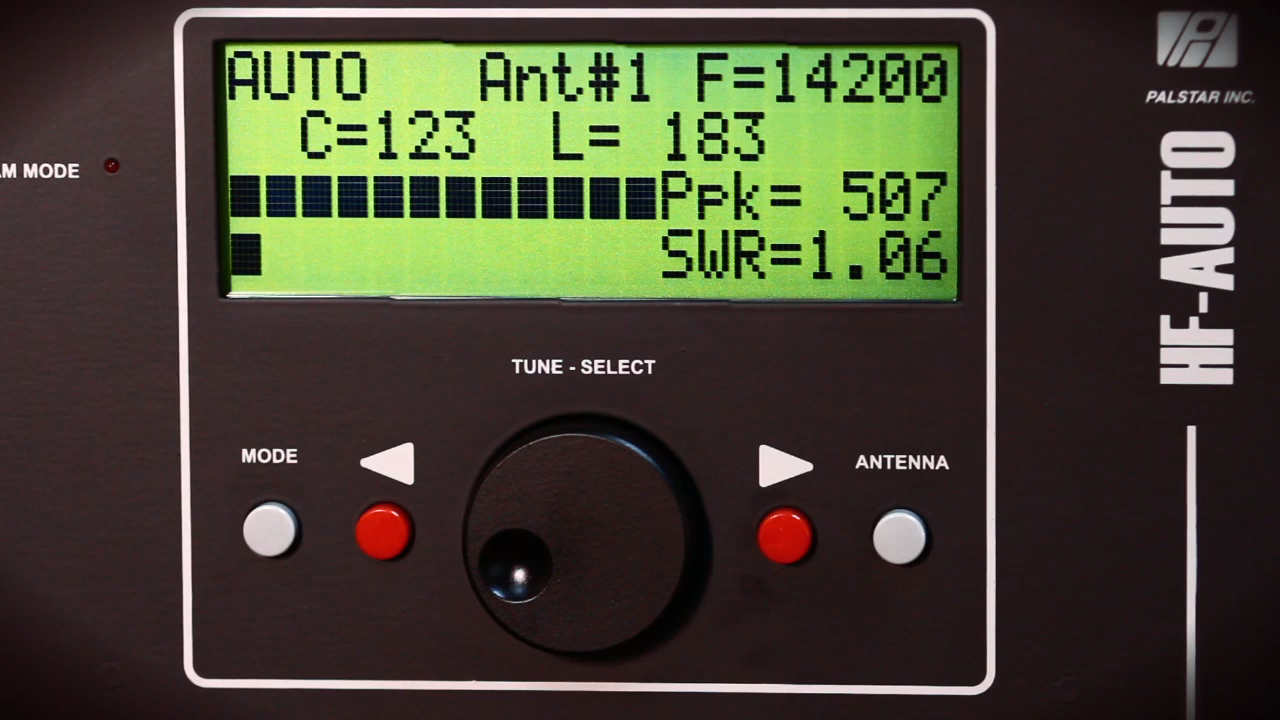 AUTO Ant#1 F=14200
C=123 L= 183
Ppk= 507
SWR=1.06
TUNE - SELECT
MODE
ANTENNA
MODE
PALSTAR INC.
HF-AUTO